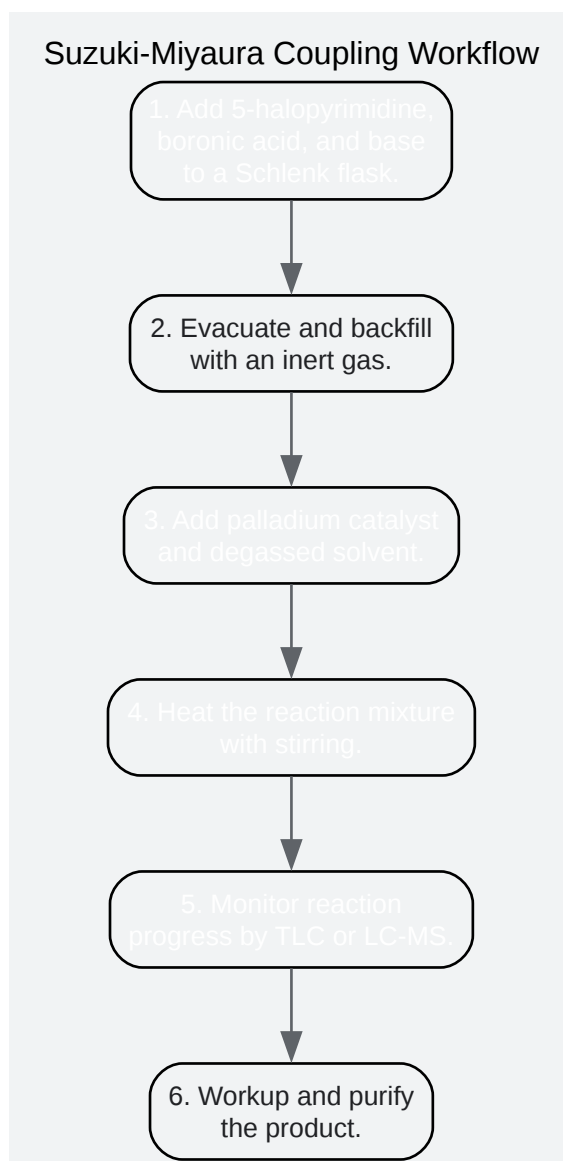 Suzuki-Miyaura Coupling Workflow
1. Add 5-halopyrimidine,
boronic acid, and base
to a Schlenk flask.
2. Evacuate and backfill
with an inert gas.
3. Add palladium catalyst
and degassed solvent.
4. Heat the reaction mixture
with stirring.
5. Monitor reaction
progress by TLC or LC-MS.
6. Workup and purify
the product.